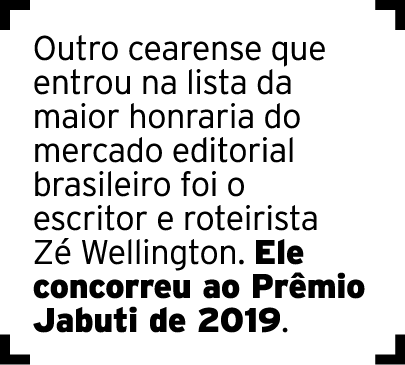 Outro cearense que
entrou na lista da
maior honraria do
mercado editorial
brasileiro foi o
escritor e roteirista
Zé Wellington. Ele
concorreu ao Prêmio
Jabuti de 2019.